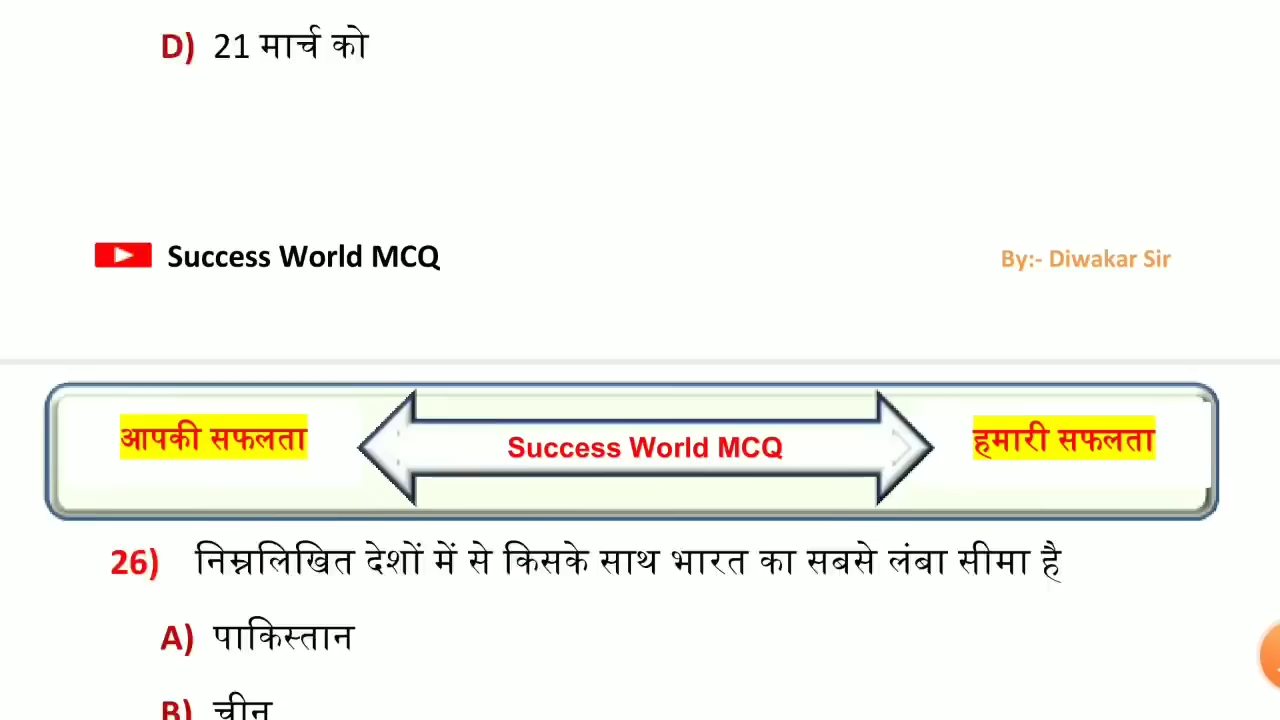 D) 21 मार्च को
Success World MCQ
By:- Diwakar Sir
आपकी सफलता
Success World MCQ
हमारी सफलता
26) निम्नलिखित देशों में से किसके साथ भारत का सबसे लंबा सीमा है
A) पाकिस्तान
B) चीन